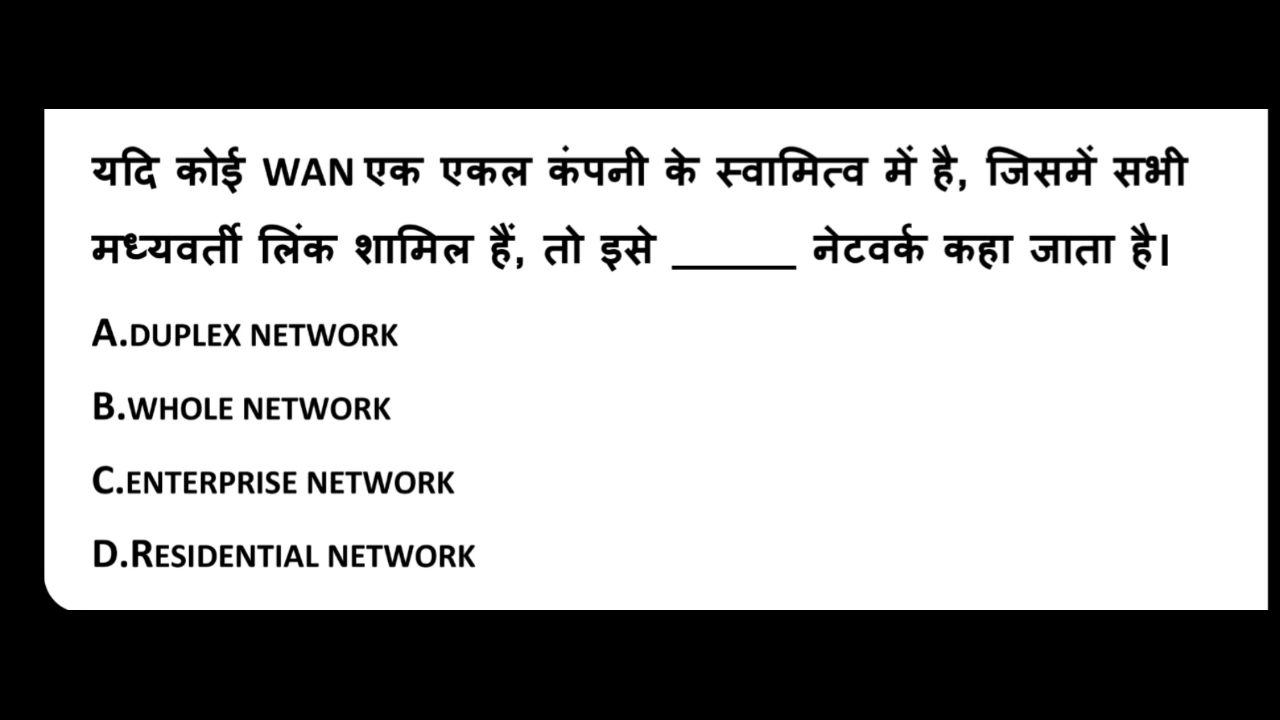 यदि कोई WAN एक एकल कंपनी के स्वामित्व में है, जिसमें सभी
मध्यवर्ती लिंक शामिल हैं, तो इसे ______ नेटवर्क कहा जाता है।
A.DUPLEX NETWORK
B.WHOLE NETWORK
C.ENTERPRISE NETWORK
D.RESIDENTIAL NETWORK